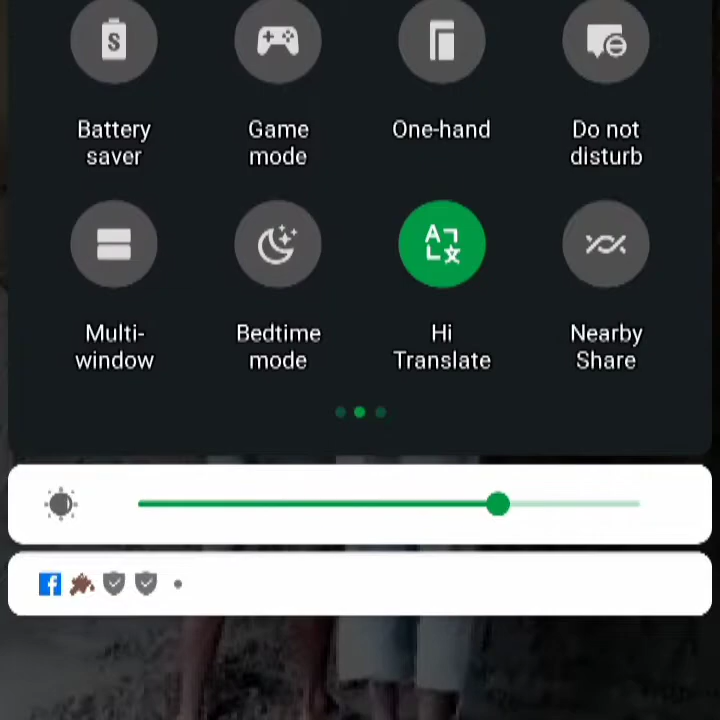 Battery saver
Game mode
One-hand
Do not disturb
Multi-window
Bedtime mode
Hi Translate
Nearby Share